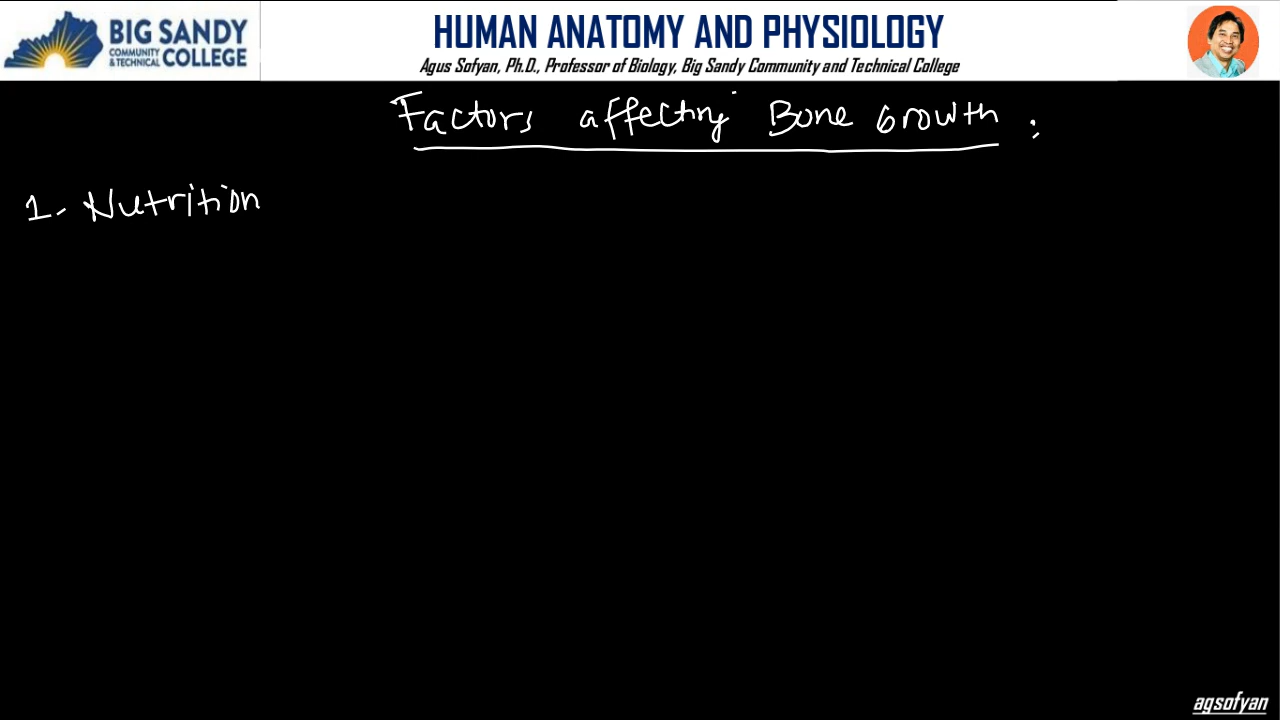 BIG SANDY
COMMUNITY
& TECHNICAL COLLEGE
HUMAN ANATOMY AND PHYSIOLOGY
Agus Sofyan, Ph.D., Professor of Biology, Big Sandy Community and Technical College
Factors affecting Bone Growth :
1. Nutrition
agsofyan